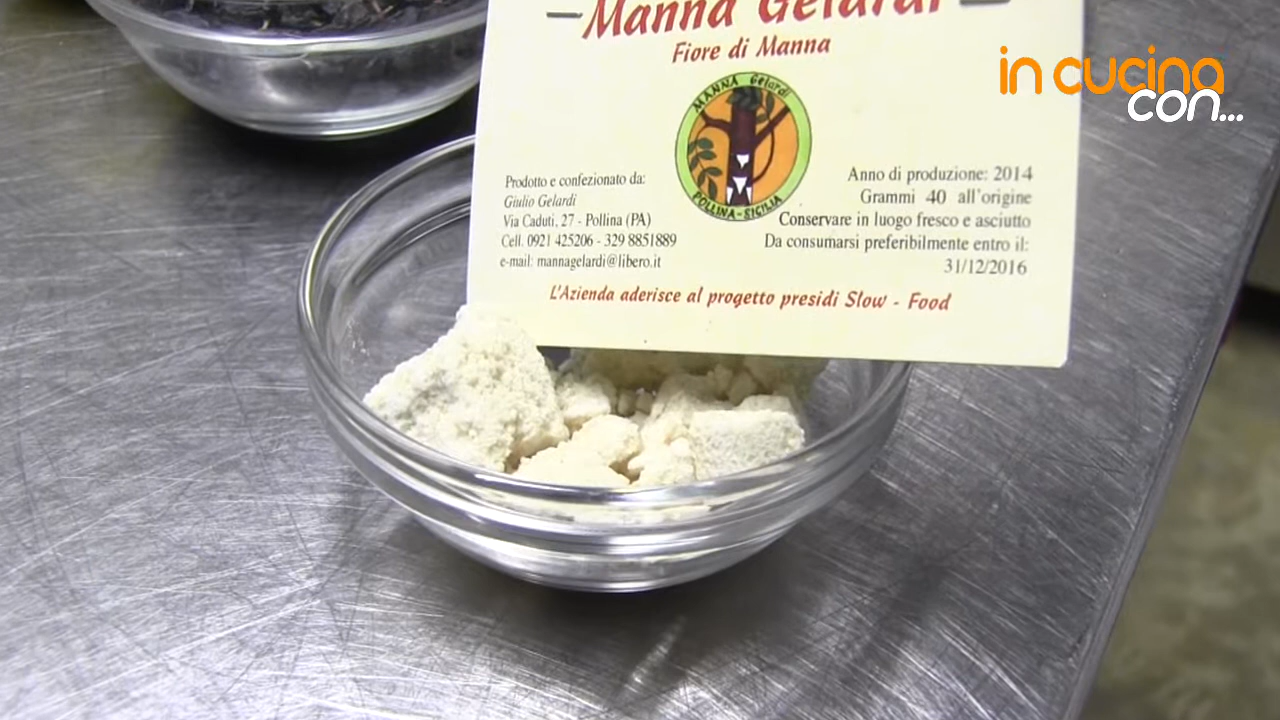 Manna Gelardi
Fiore di Manna
MANNA Gelardi
POLLINA-SICILIA
Prodotto e confezionato da:
Giulio Gelardi
Via Caduti, 27 - Pollina (PA)
Cell. 0921 425206 - 329 8851889
e-mail: mannagelardi@libero.it
Anno di produzione: 2014
Grammi 40 all'origine
Conservare in luogo fresco e asciutto
Da consumarsi preferibilmente entro il:
31/12/2016
L'Azienda aderisce al progetto presidi Slow - Food
in cucina
con...